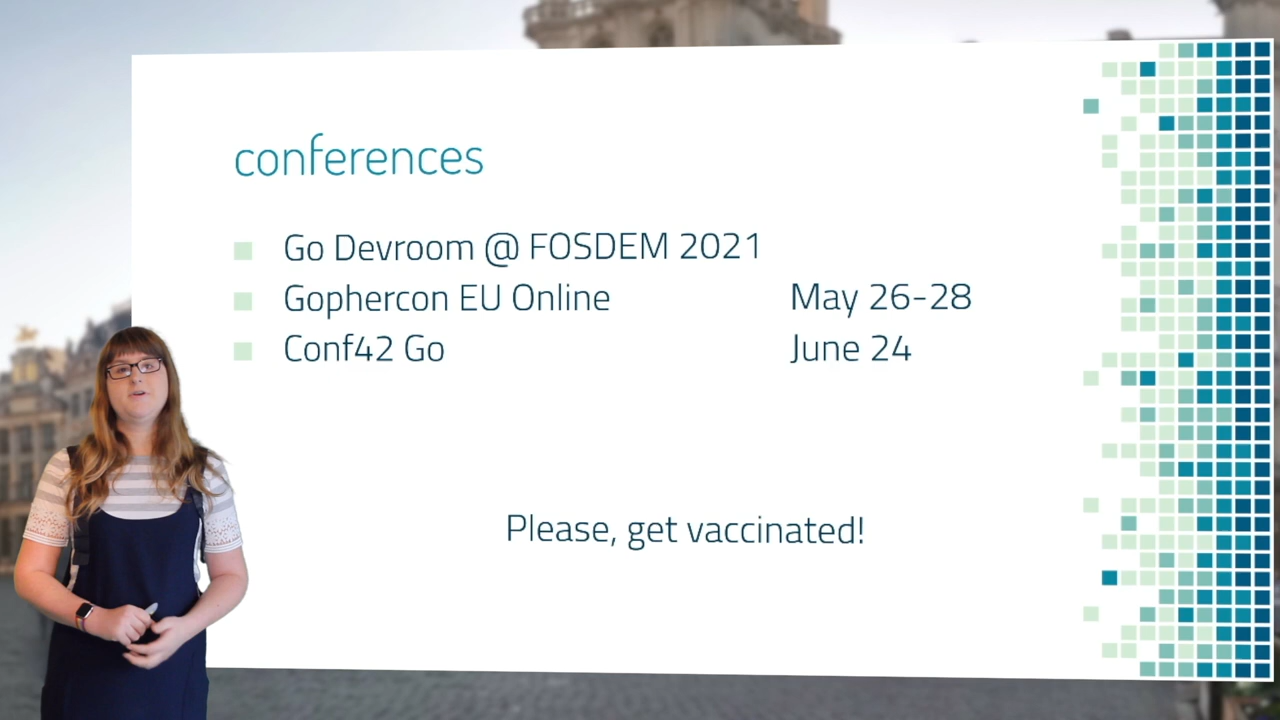 conferences
Go Devroom @ FOSDEM 2021
Gophercon EU Online May 26-28
Conf42 Go June 24
Please, get vaccinated!